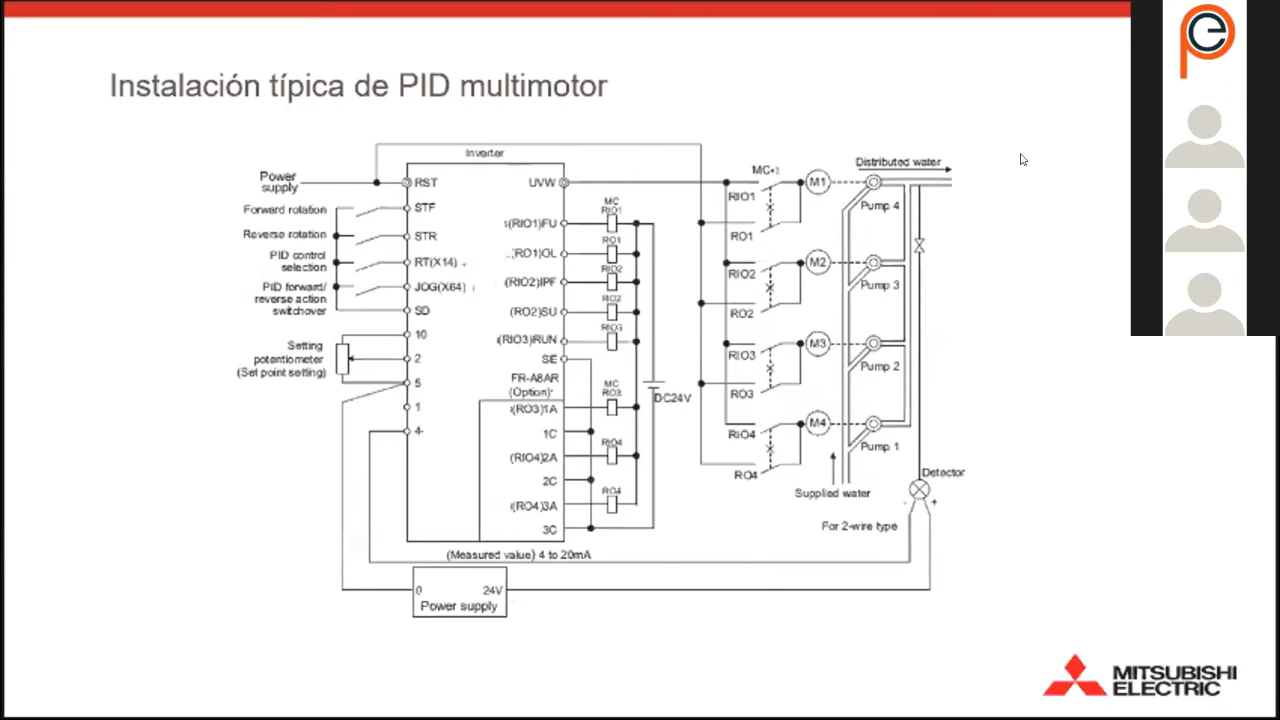 Instalación típica de PID multimotor
Inverter
Power
supply
Forward rotation
Reverse rotation
PID control
selection
PID forward/
reverse action
switchover
Setting
potentiometer
(Set point setting)
RST
STF
STR
RT(X14)
JOG(X64)
SD
10
2
5
1
4
UVW
(RIO1)FU
(RO1)OL
(RIO2)IPF
(RO2)SU
(RIO3)RUN
SE
FR-A8AR
(Option)
(RO3)1A
1C
(RIO4)2A
2C
(RO4)3A
3C
MC
RIO1
RO1
RIO2
RO2
RIO3
MC
RO3
RIO4
RO4
DC24V
MC
RIO1
RO1
RIO2
RO2
RIO3
RO3
RIO4
RO4
M1
M2
M3
M4
Distributed water
Pump 4
Pump 3
Pump 2
Pump 1
Supplied water
Detector
- +
For 2-wire type
(Measured value) 4 to 20mA
0 24V
Power supply
MITSUBISHI
ELECTRIC